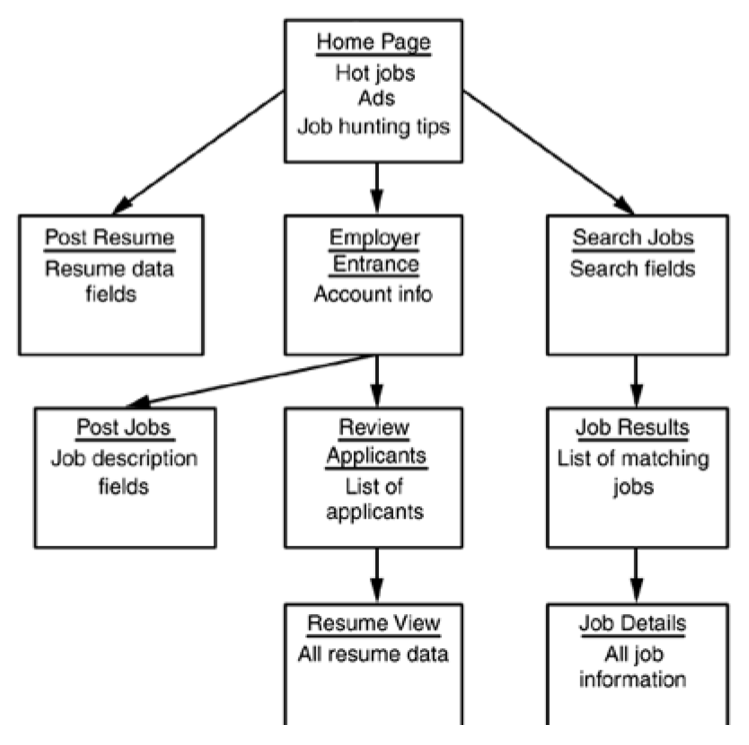 Home Page
Hot jobs
Ads
Job hunting tips
Post Resume
Resume data
fields
Employer
Entrance
Account info
Search Jobs
Search fields
Post Jobs
Job description
fields
Review
Applicants
List of
applicants
Job Results
List of matching
jobs
Resume View
All resume data
Job Details
All job
information